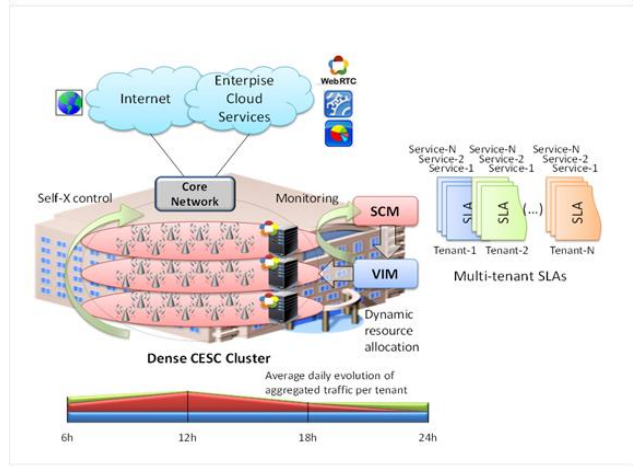 Internet
Enterpise
Cloud
Services
WebRTC
Core
Network
Self-X control
Monitoring
SCM
VIM
Dynamic
resource
allocation
Dense CESC Cluster
Service-N Service-N Service-N
Service-2 Service-2 Service-2
Service-1 Service-1 Service-1
SLA SLA (...) SLA
Tenant-1 Tenant-2 Tenant-N
Multi-tenant SLAs
Average daily evolution of
aggregated traffic per tenant
6h 12h 18h 24h